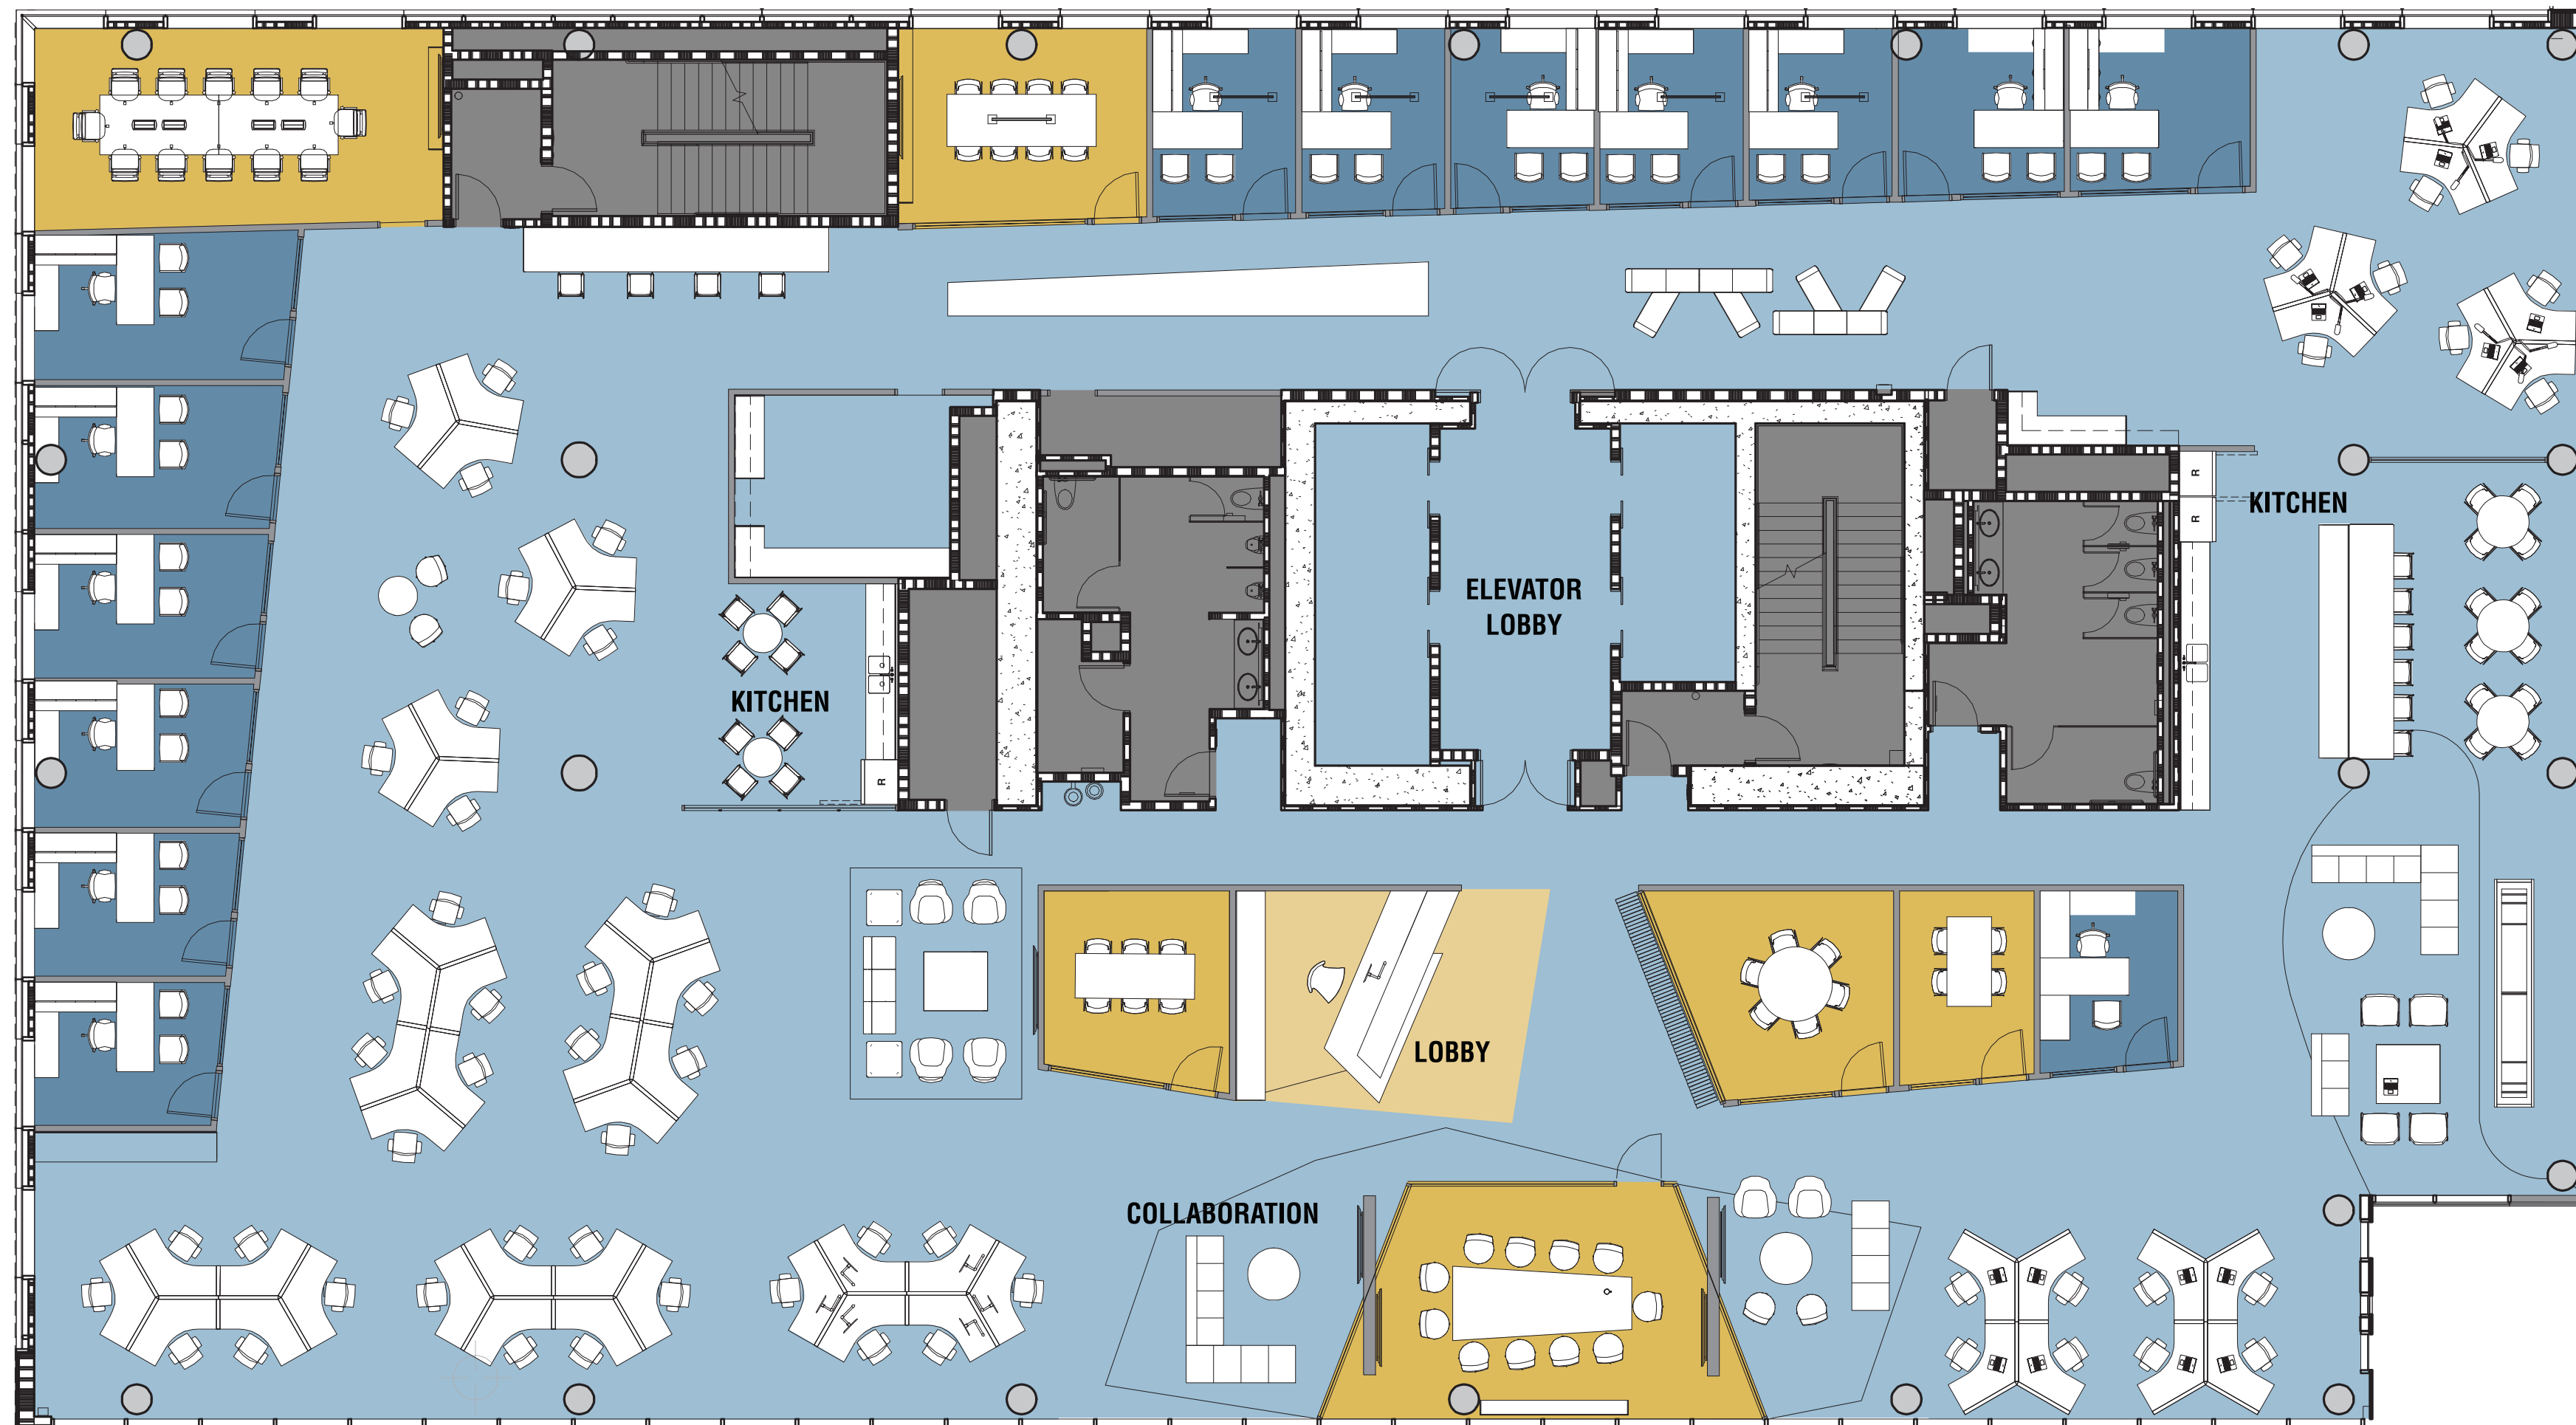 R
KITCHEN
R
ELEVATOR
LOBBY
KITCHEN
R
LOBBY
COLLABORATION